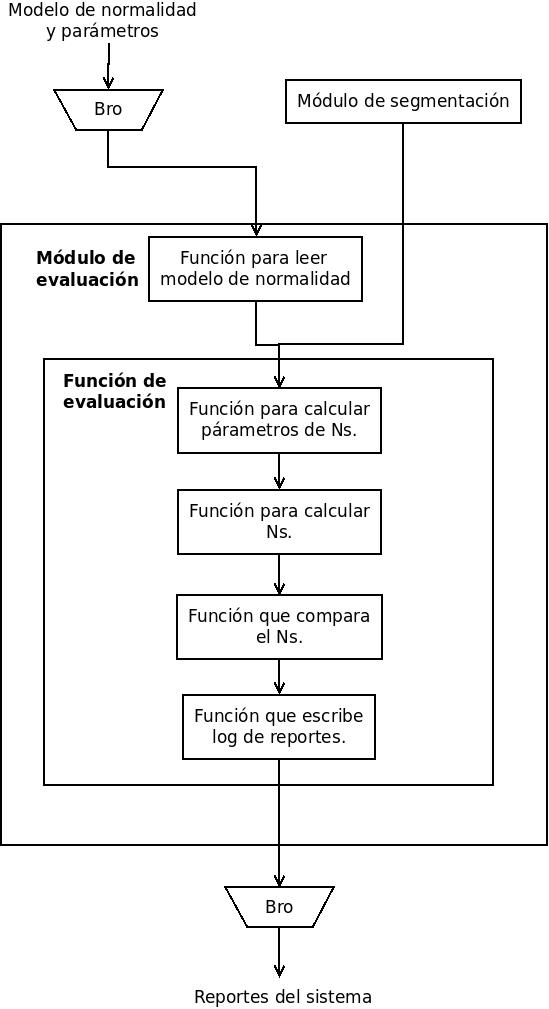 Modelo de normalidad
y parámetros
Bro
Módulo de segmentación
Módulo de
evaluación
Función para leer
modelo de normalidad
Función de
evaluación
Función para calcular
párametros de Ns.
Función para calcular
Ns.
Función que compara
el Ns.
Función que escribe
log de reportes.
Bro
Reportes del sistema